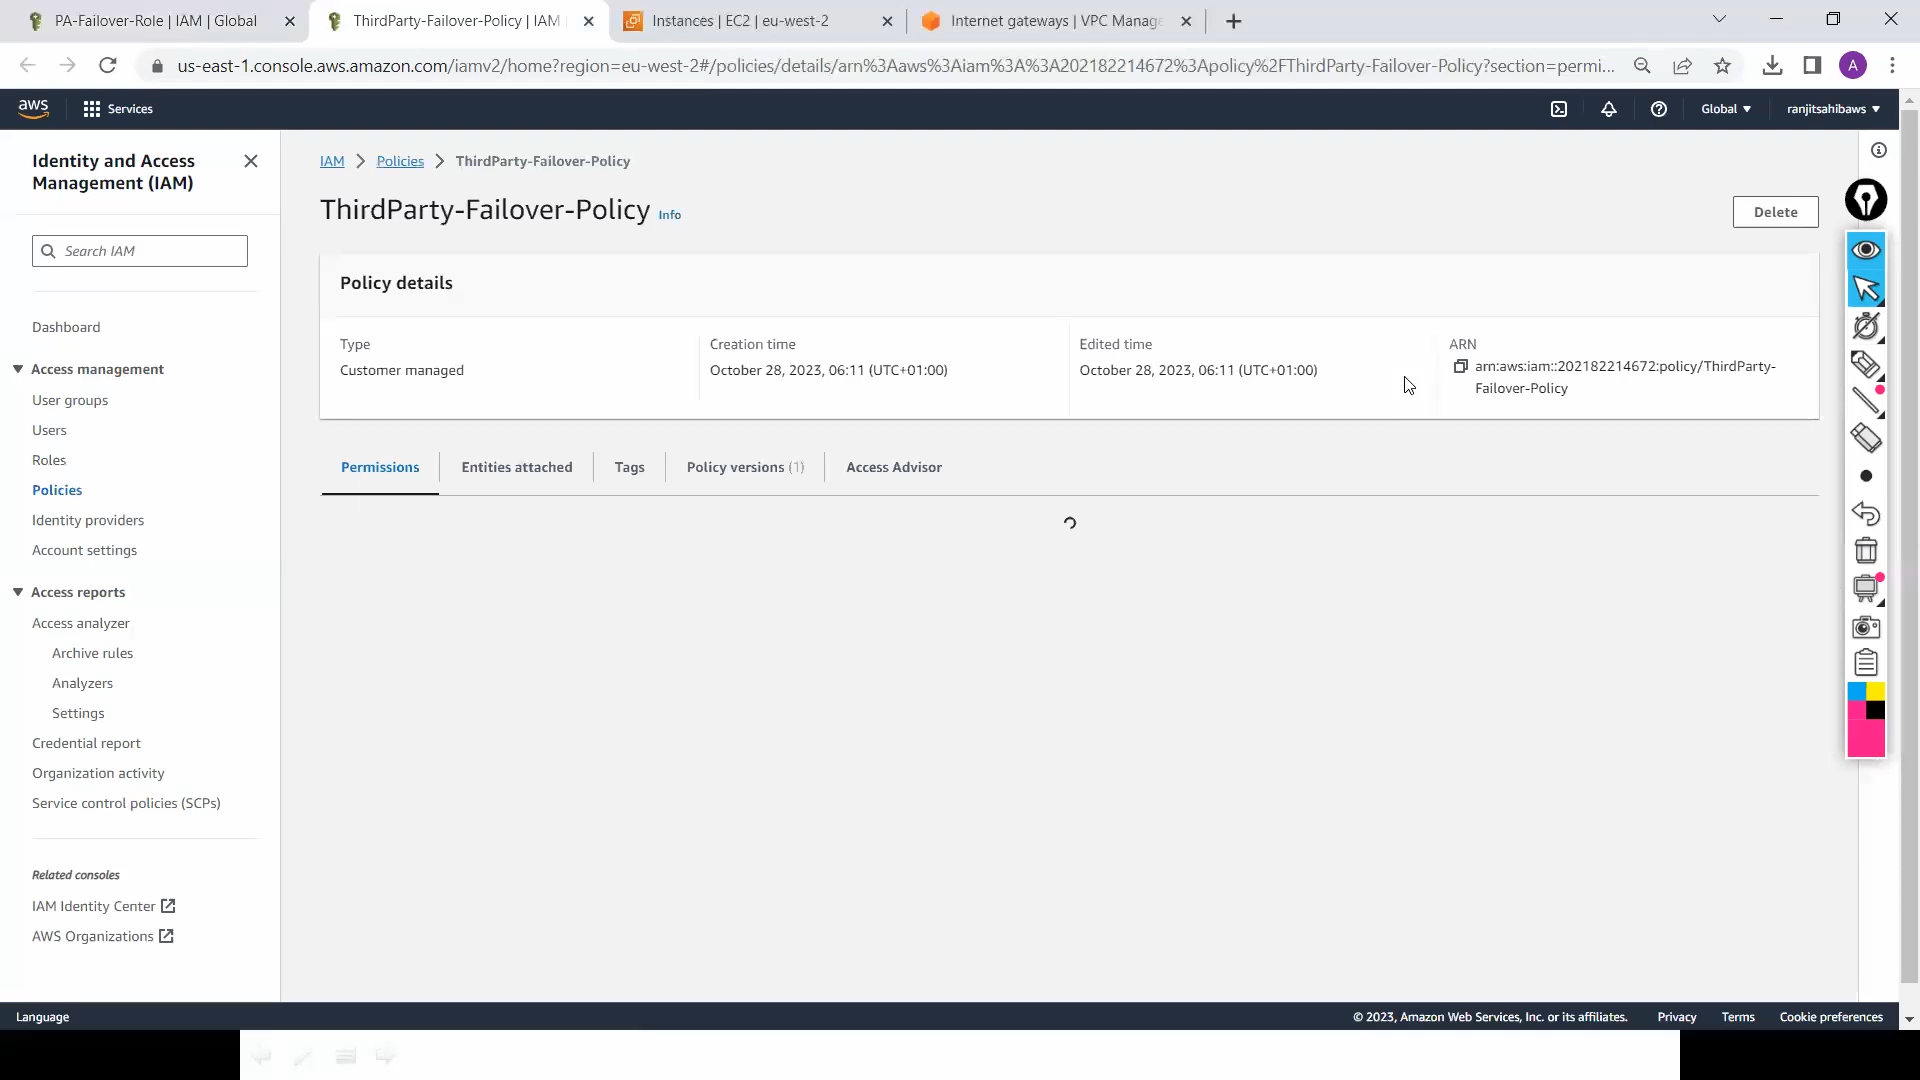 PA-Failover-Role | IAM | Global
ThirdParty-Failover-Policy | IAM
Instances | EC2 | eu-west-2
Internet gateways | VPC Manage
us-east-1.console.aws.amazon.com/iamv2/home?region=eu-west-2#/policies/details/arn%3Aaws%3Aiam%3A%3A202182214672%3Apolicy%2FThirdParty-Failover-Policy?section=permi...
A
aws
Services
Global
ranjitsahibaws
Identity and Access
Management (IAM)
Search IAM
Dashboard
Access management
User groups
Users
Roles
Policies
Identity providers
Account settings
Access reports
Access analyzer
Archive rules
Analyzers
Settings
Credential report
Organization activity
Service control policies (SCPs)
Related consoles
IAM Identity Center
AWS Organizations
IAM > Policies > ThirdParty-Failover-Policy
ThirdParty-Failover-Policy Info
Delete
Policy details
Type
Customer managed
Creation time
October 28, 2023, 06:11 (UTC+01:00)
Edited time
October 28, 2023, 06:11 (UTC+01:00)
ARN
arn:aws:iam::202182214672:policy/ThirdParty-
Failover-Policy
Permissions
Entities attached
Tags
Policy versions (1)
Access Advisor
Language
© 2023, Amazon Web Services, Inc. or its affiliates.
Privacy
Terms
Cookie preferences